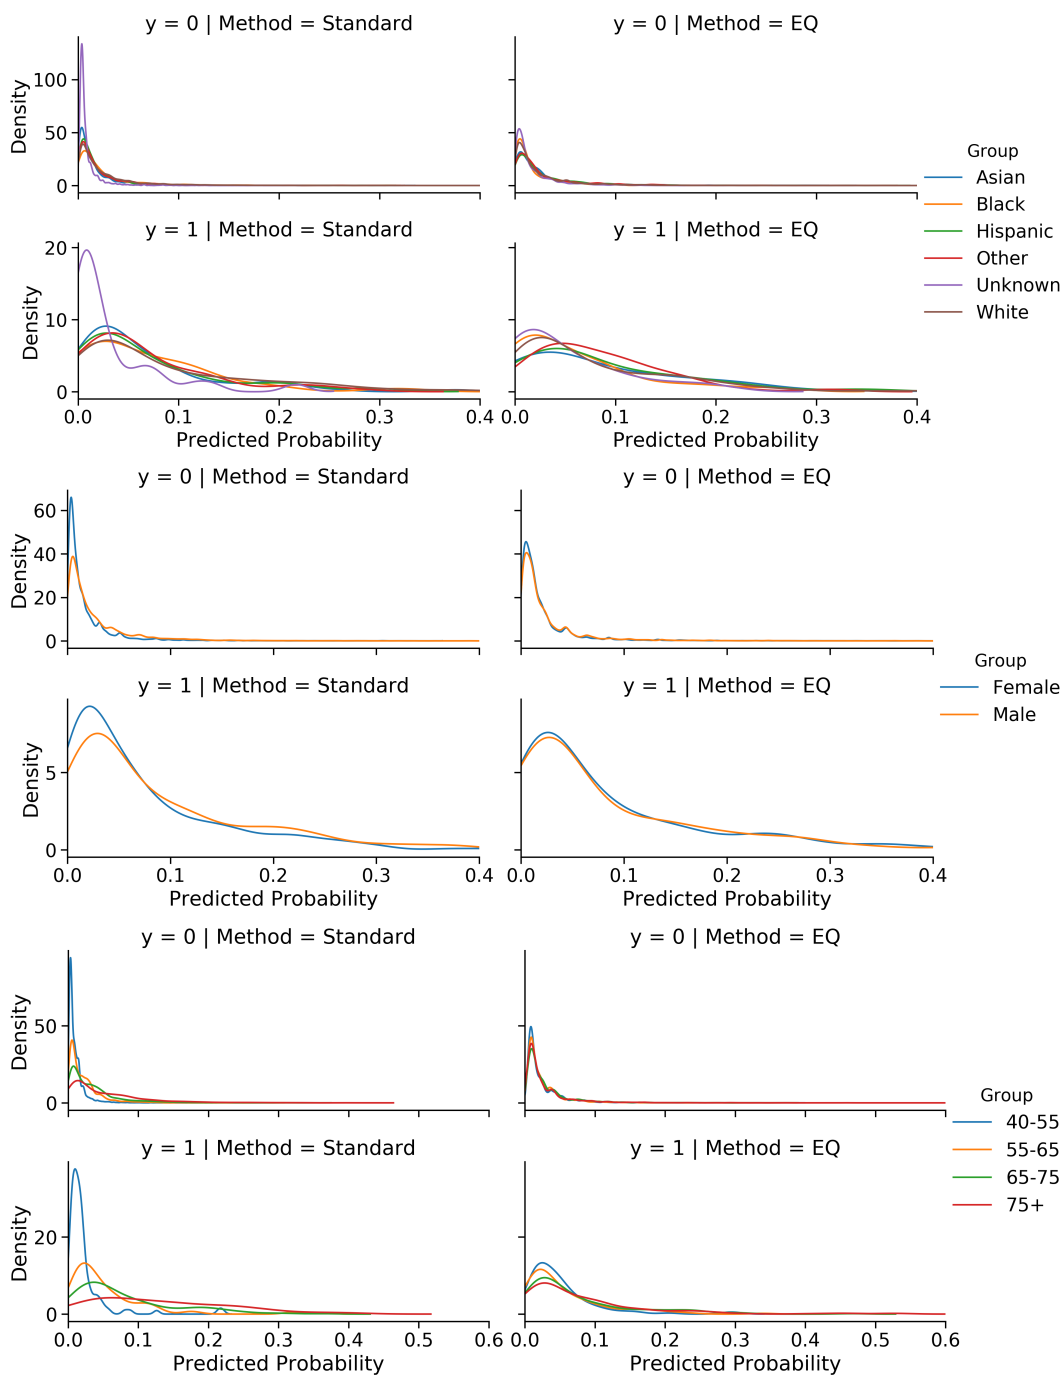 y = 0 | Method = Standard
y = 0 | Method = EQ
Density
100
50
0
Group
Asian
Black
Hispanic
Other
Unknown
White
y = 1 | Method = Standard
y = 1 | Method = EQ
Density
20
10
0
0.0 0.1 0.2 0.3 0.4
0.0 0.1 0.2 0.3 0.4
Predicted Probability
Predicted Probability
y = 0 | Method = Standard
y = 0 | Method = EQ
Density
60
40
20
0
Group
Female
Male
y = 1 | Method = Standard
y = 1 | Method = EQ
Density
5
0
0.0 0.1 0.2 0.3 0.4
0.0 0.1 0.2 0.3 0.4
Predicted Probability
Predicted Probability
y = 0 | Method = Standard
y = 0 | Method = EQ
Density
50
0
Group
40-55
55-65
65-75
75+
y = 1 | Method = Standard
y = 1 | Method = EQ
Density
20
0
0.0 0.1 0.2 0.3 0.4 0.5 0.6
0.0 0.1 0.2 0.3 0.4 0.5 0.6
Predicted Probability
Predicted Probability